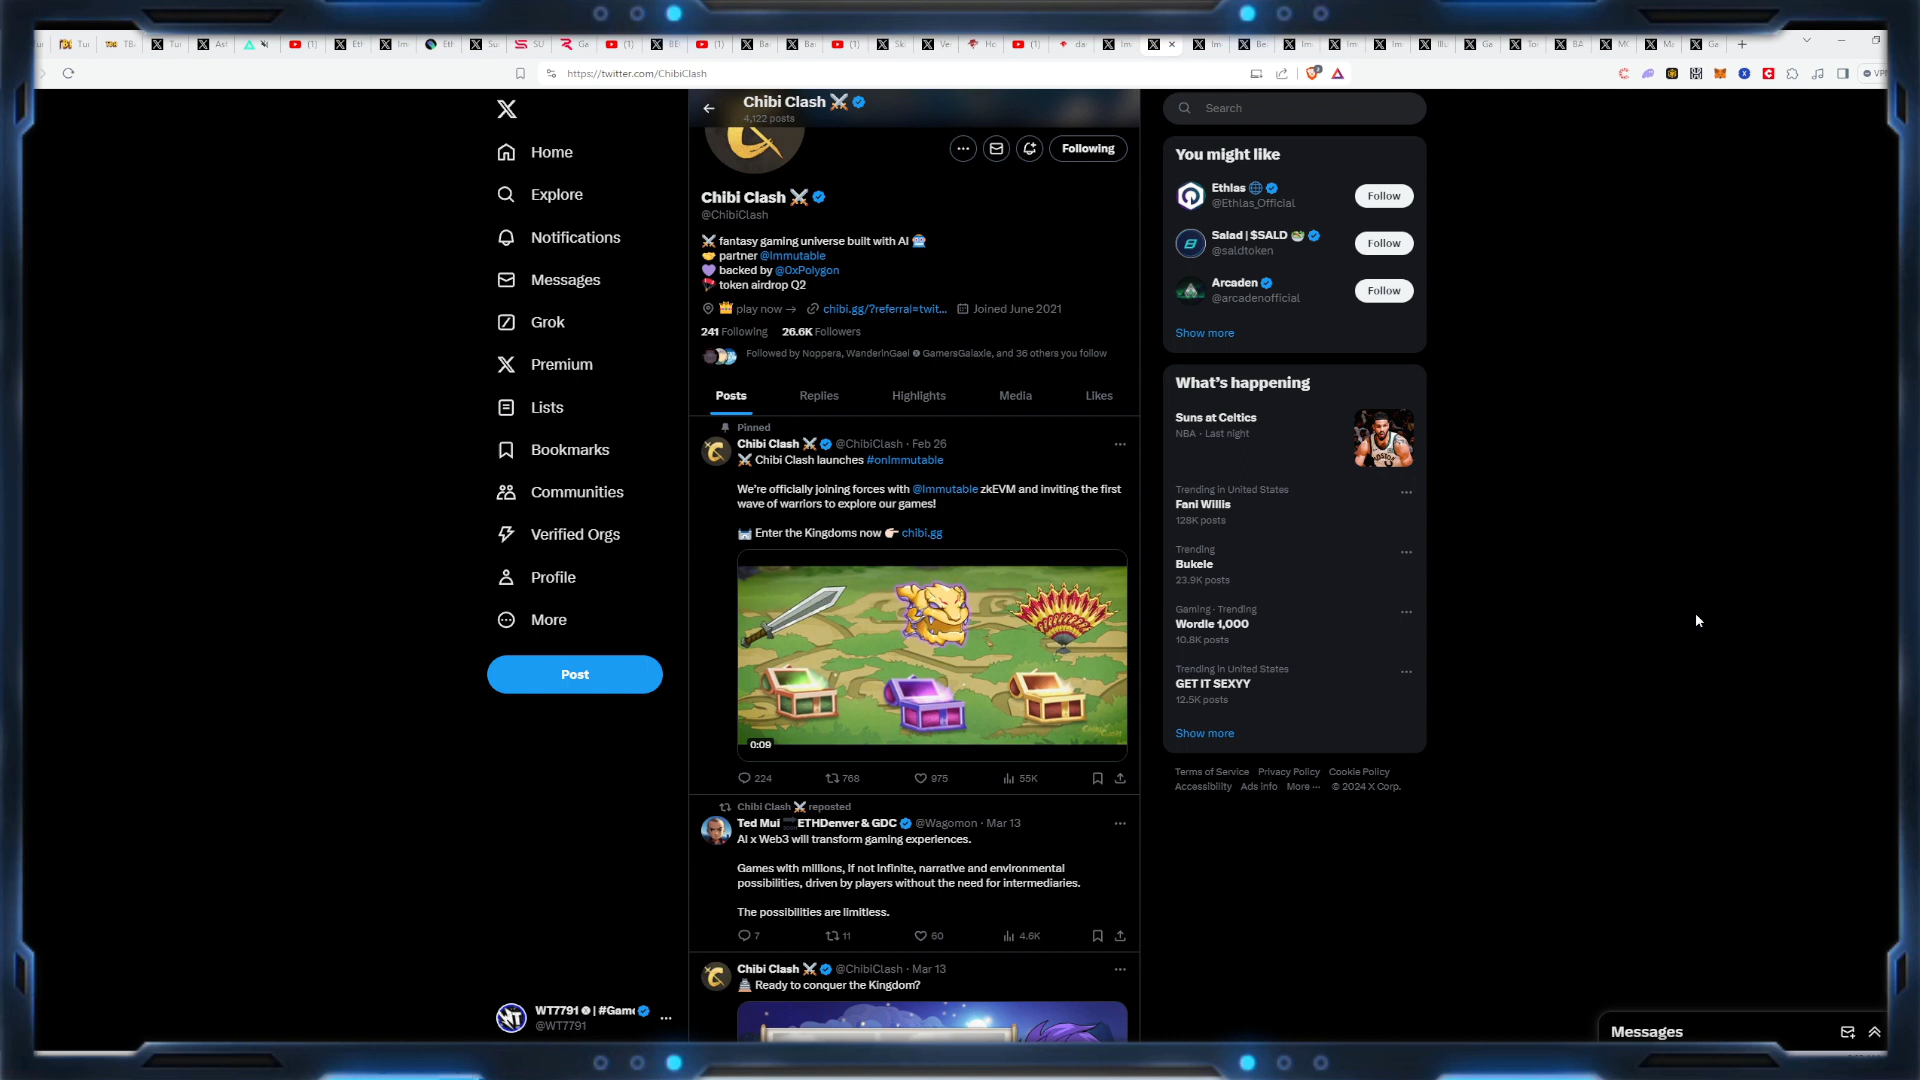 https://twitter.com/ChibiClash
VPN
Home
Explore
Notifications
Messages
Grok
Premium
Lists
Bookmarks
Communities
Verified Orgs
Profile
More
Post
WT7791 | #Game
@WT7791
Chibi Clash
4,122 posts
Following
Chibi Clash
@ChibiClash
fantasy gaming universe built with AI
partner @Immutable
backed by @0xPolygon
token airdrop Q2
play now → chibi.gg/?referral=twit... Joined June 2021
241 Following 26.6K Followers
Followed by Noppera, WanderinGael GamersGalaxie, and 36 others you follow
Posts Replies Highlights Media Likes
Pinned
Chibi Clash @ChibiClash · Feb 26
Chibi Clash launches #onImmutable
We're officially joining forces with @Immutable zkEVM and inviting the first
wave of warriors to explore our games!
Enter the Kingdoms now chibi.gg
0:09
224 768 975 55K
Chibi Clash reposted
Ted Mui ETHDenver & GDC @Wagomon · Mar 13
AI x Web3 will transform gaming experiences.
Games with millions, if not infinite, narrative and environmental
possibilities, driven by players without the need for intermediaries.
The possibilities are limitless.
7 11 60 4.6K
Chibi Clash @ChibiClash · Mar 13
Ready to conquer the Kingdom?
Search
You might like
Ethlas
@Ethlas_Official
Follow
Salad | $SALD
@saldtoken
Follow
Arcaden
@arcadenofficial
Follow
Show more
What's happening
Suns at Celtics
NBA · Last night
Trending in United States
Fani Willis
128K posts
Trending
Bukele
23.9K posts
Gaming · Trending
Wordle 1,000
10.8K posts
Trending in United States
GET IT SEXYY
12.5K posts
Show more
Terms of Service Privacy Policy Cookie Policy
Accessibility Ads info More ··· © 2024 X Corp.
Messages